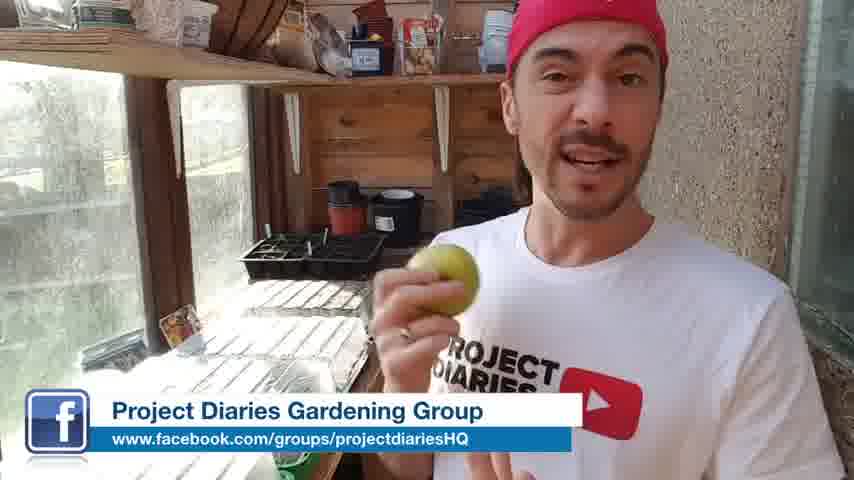 PROJECT
DIARIES
Project Diaries Gardening Group
www.facebook.com/groups/projectdiariesHQ
f